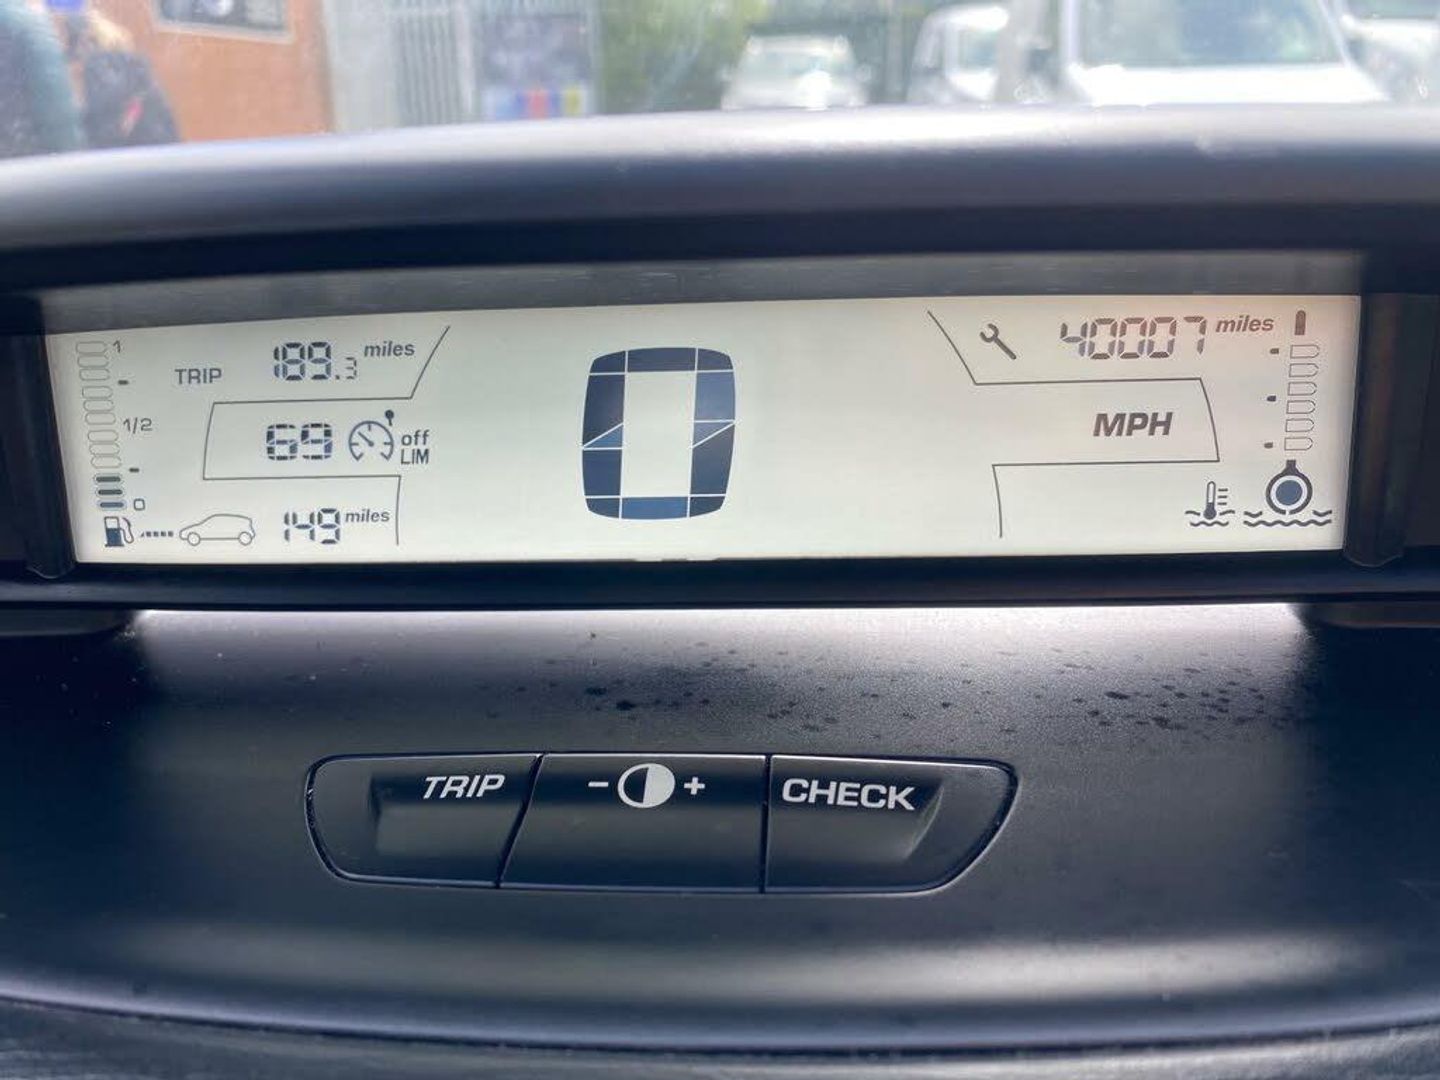 1
TRIP 189.3 miles
1/2
69 off
LIM
0
149 miles
0
40007 miles
MPH
TRIP
- +
CHECK